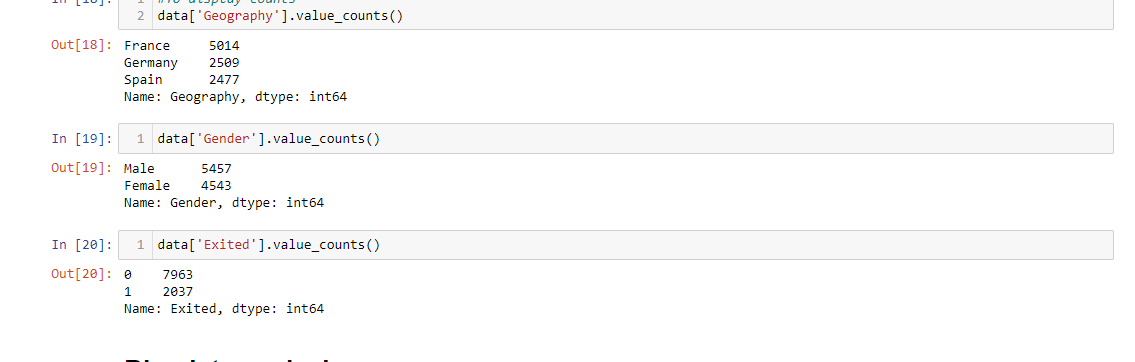 In [18]: 1 #To display counts
2 data['Geography'].value_counts()
Out[18]: France 5014
Germany 2509
Spain 2477
Name: Geography, dtype: int64
In [19]: 1 data['Gender'].value_counts()
Out[19]: Male 5457
Female 4543
Name: Gender, dtype: int64
In [20]: 1 data['Exited'].value_counts()
Out[20]: 0 7963
1 2037
Name: Exited, dtype: int64